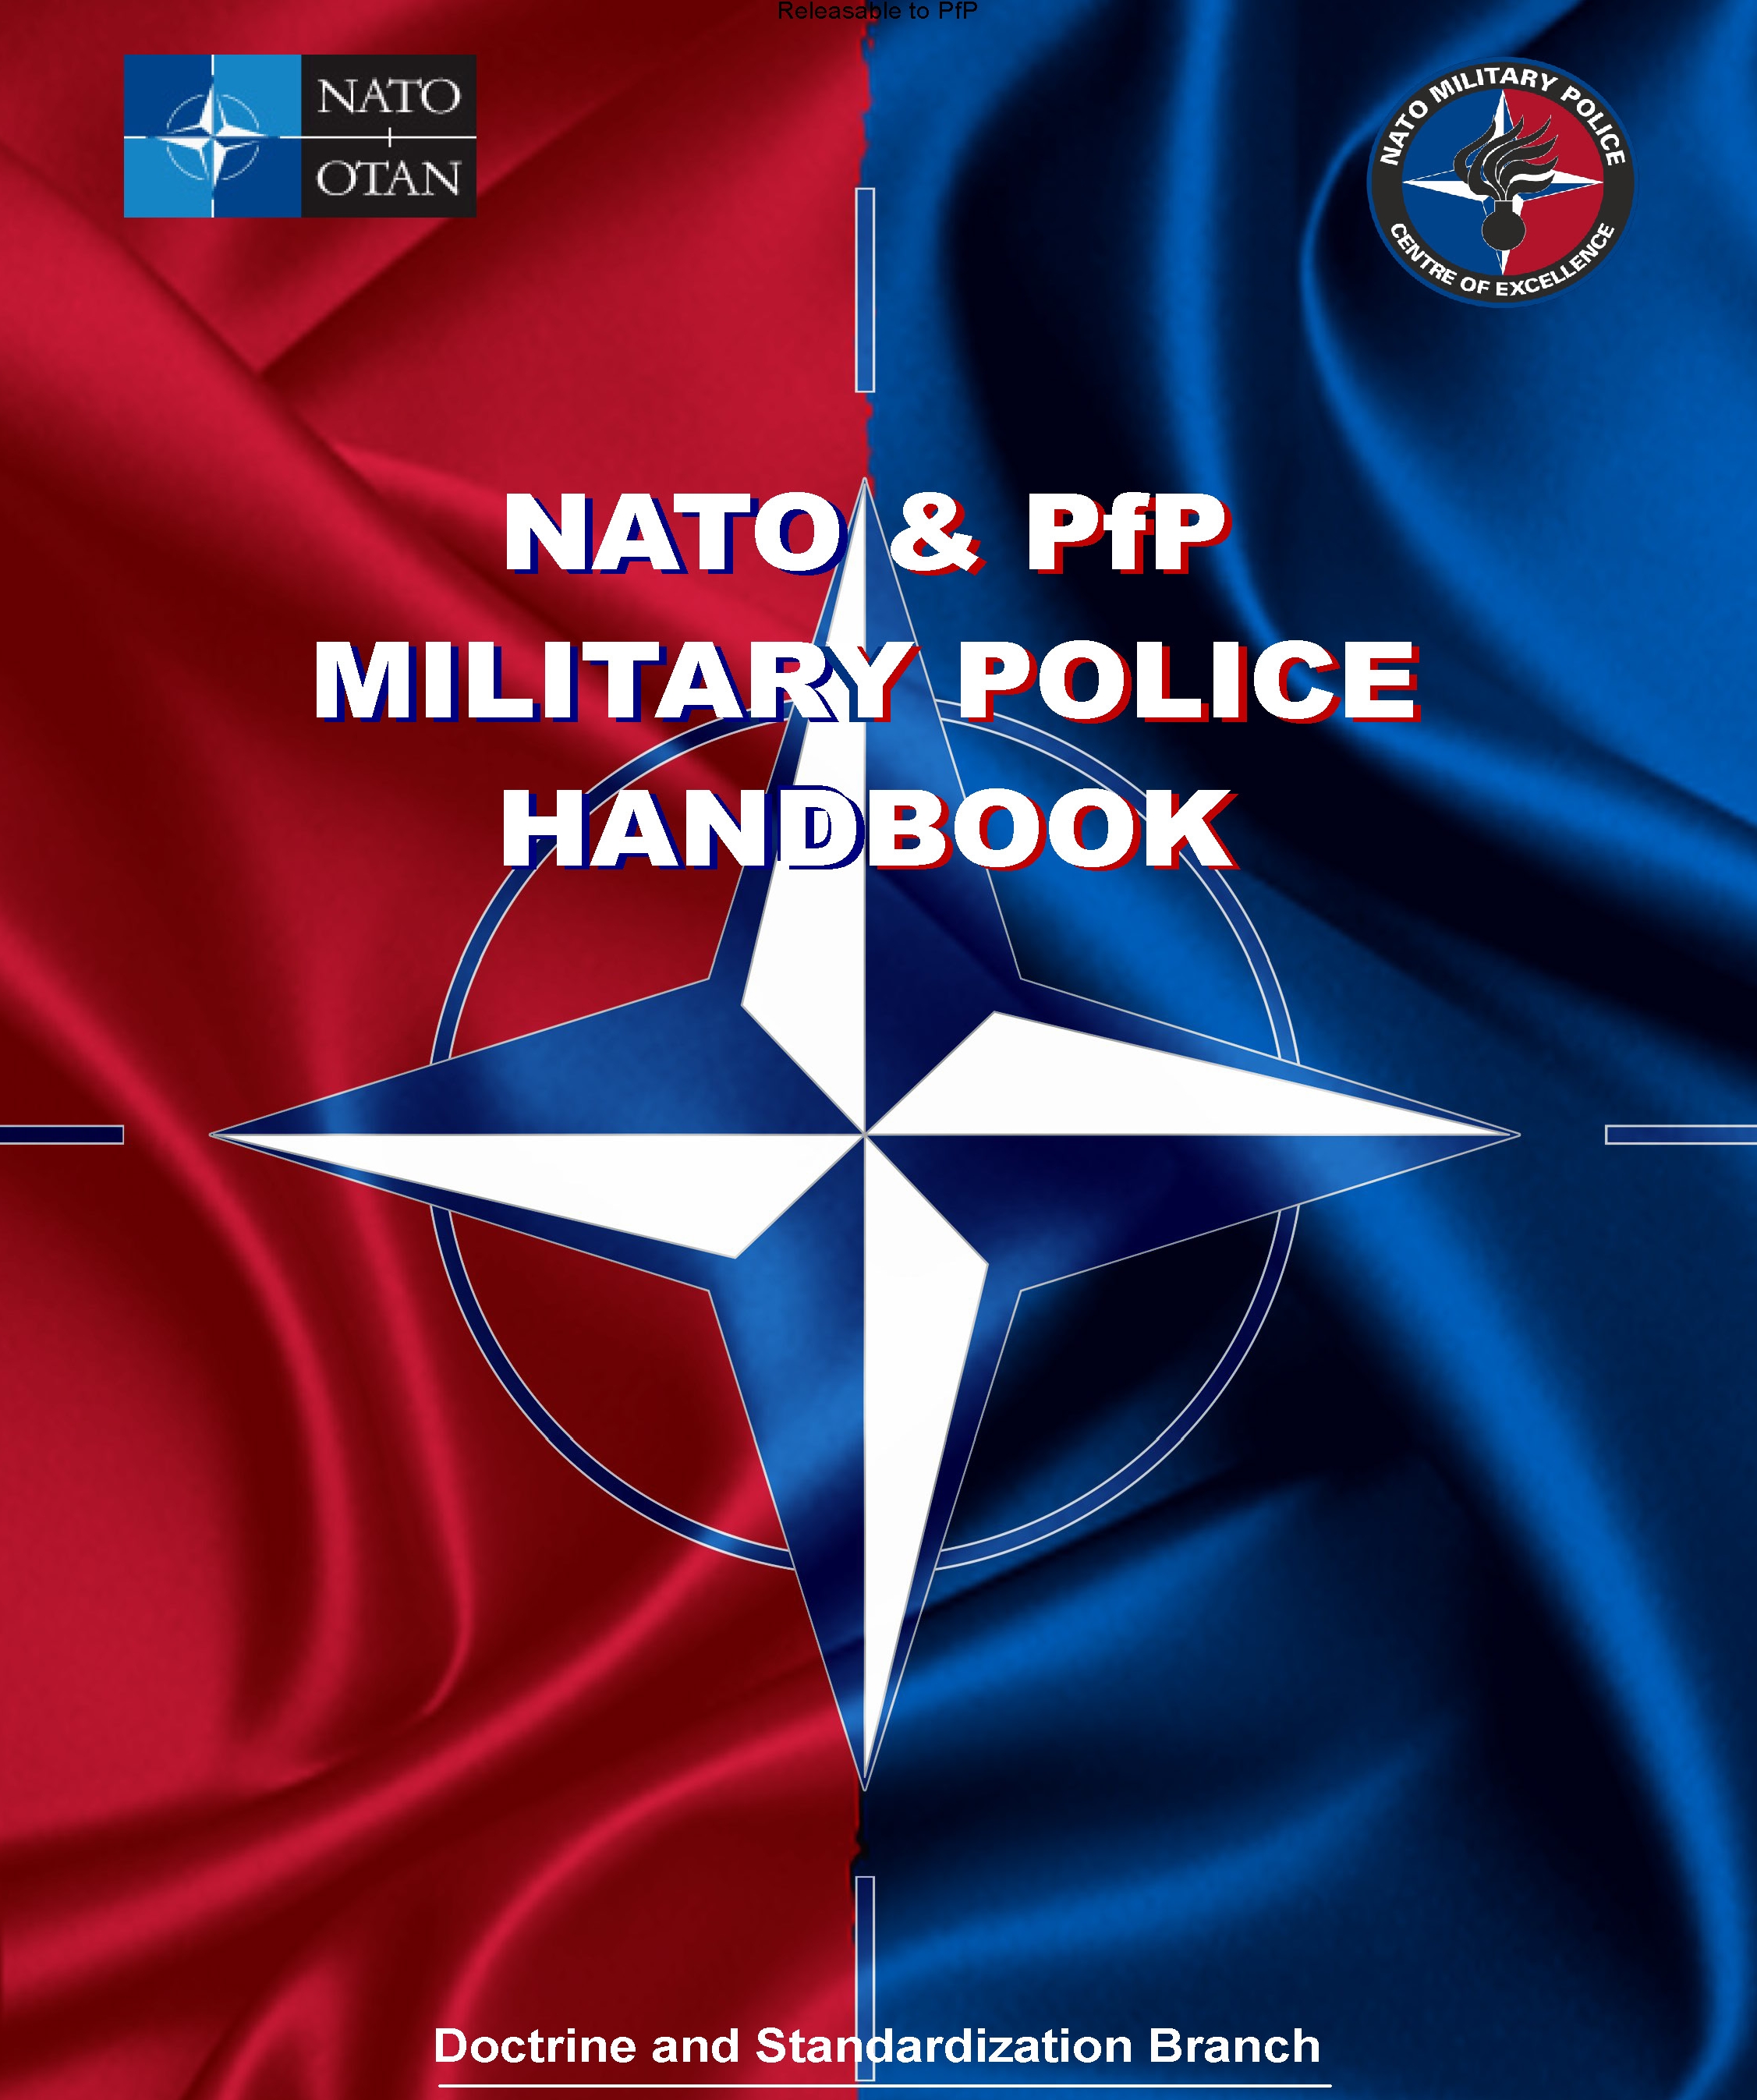 Releasable to PfP
NATO
OTAN
NATO MILITARY POLICE
CENTRE OF EXCELLENCE
NATO & PfP
MILITARY POLICE
HANDBOOK
Doctrine and Standardization Branch